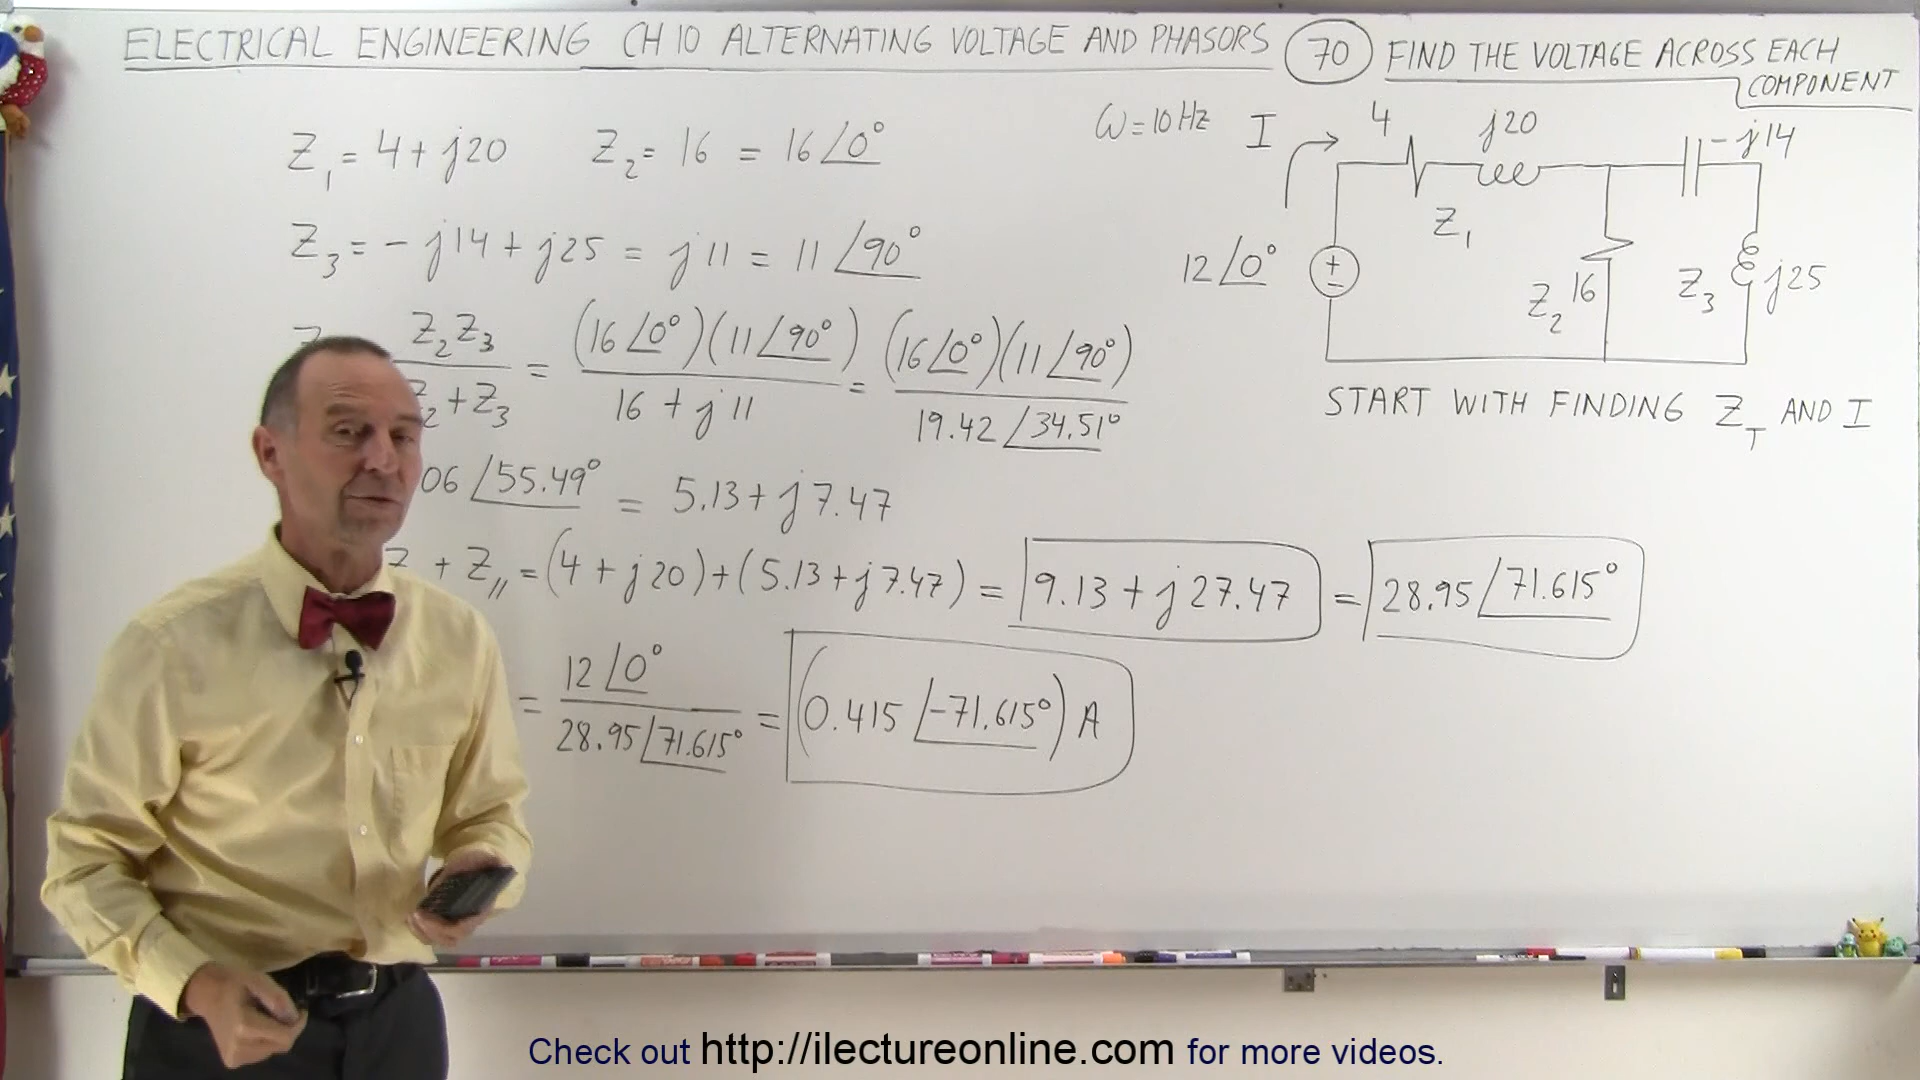 ELECTRICAL ENGINEERING CH 10 ALTERNATING VOLTAGE AND PHASORS 70 FIND THE VOLTAGE ACROSS EACH
COMPONENT
Z₁ = 4 + j20 Z₂ = 16 = 16∠0°
Z₃ = -j14 + j25 = j11 = 11∠90°
Z₂Z₃ / Z₂+Z₃ = (16∠0°)(11∠90°) / 16 + j11 = (16∠0°)(11∠90°) / 19.42∠34.51°
06∠55.49° = 5.13 + j7.47
Z + Z∥ = (4 + j20) + (5.13 + j7.47) = 9.13 + j27.47 = 28.95∠71.615°
= 12∠0° / 28.95∠71.615° = (0.415∠-71.615°) A
ω = 10 Hz I 4 j20 -j14
Z₁
12∠0° + − Z₂ 16 Z₃ j25
START WITH FINDING Z_T AND I
Check out http://ilectureonline.com for more videos.